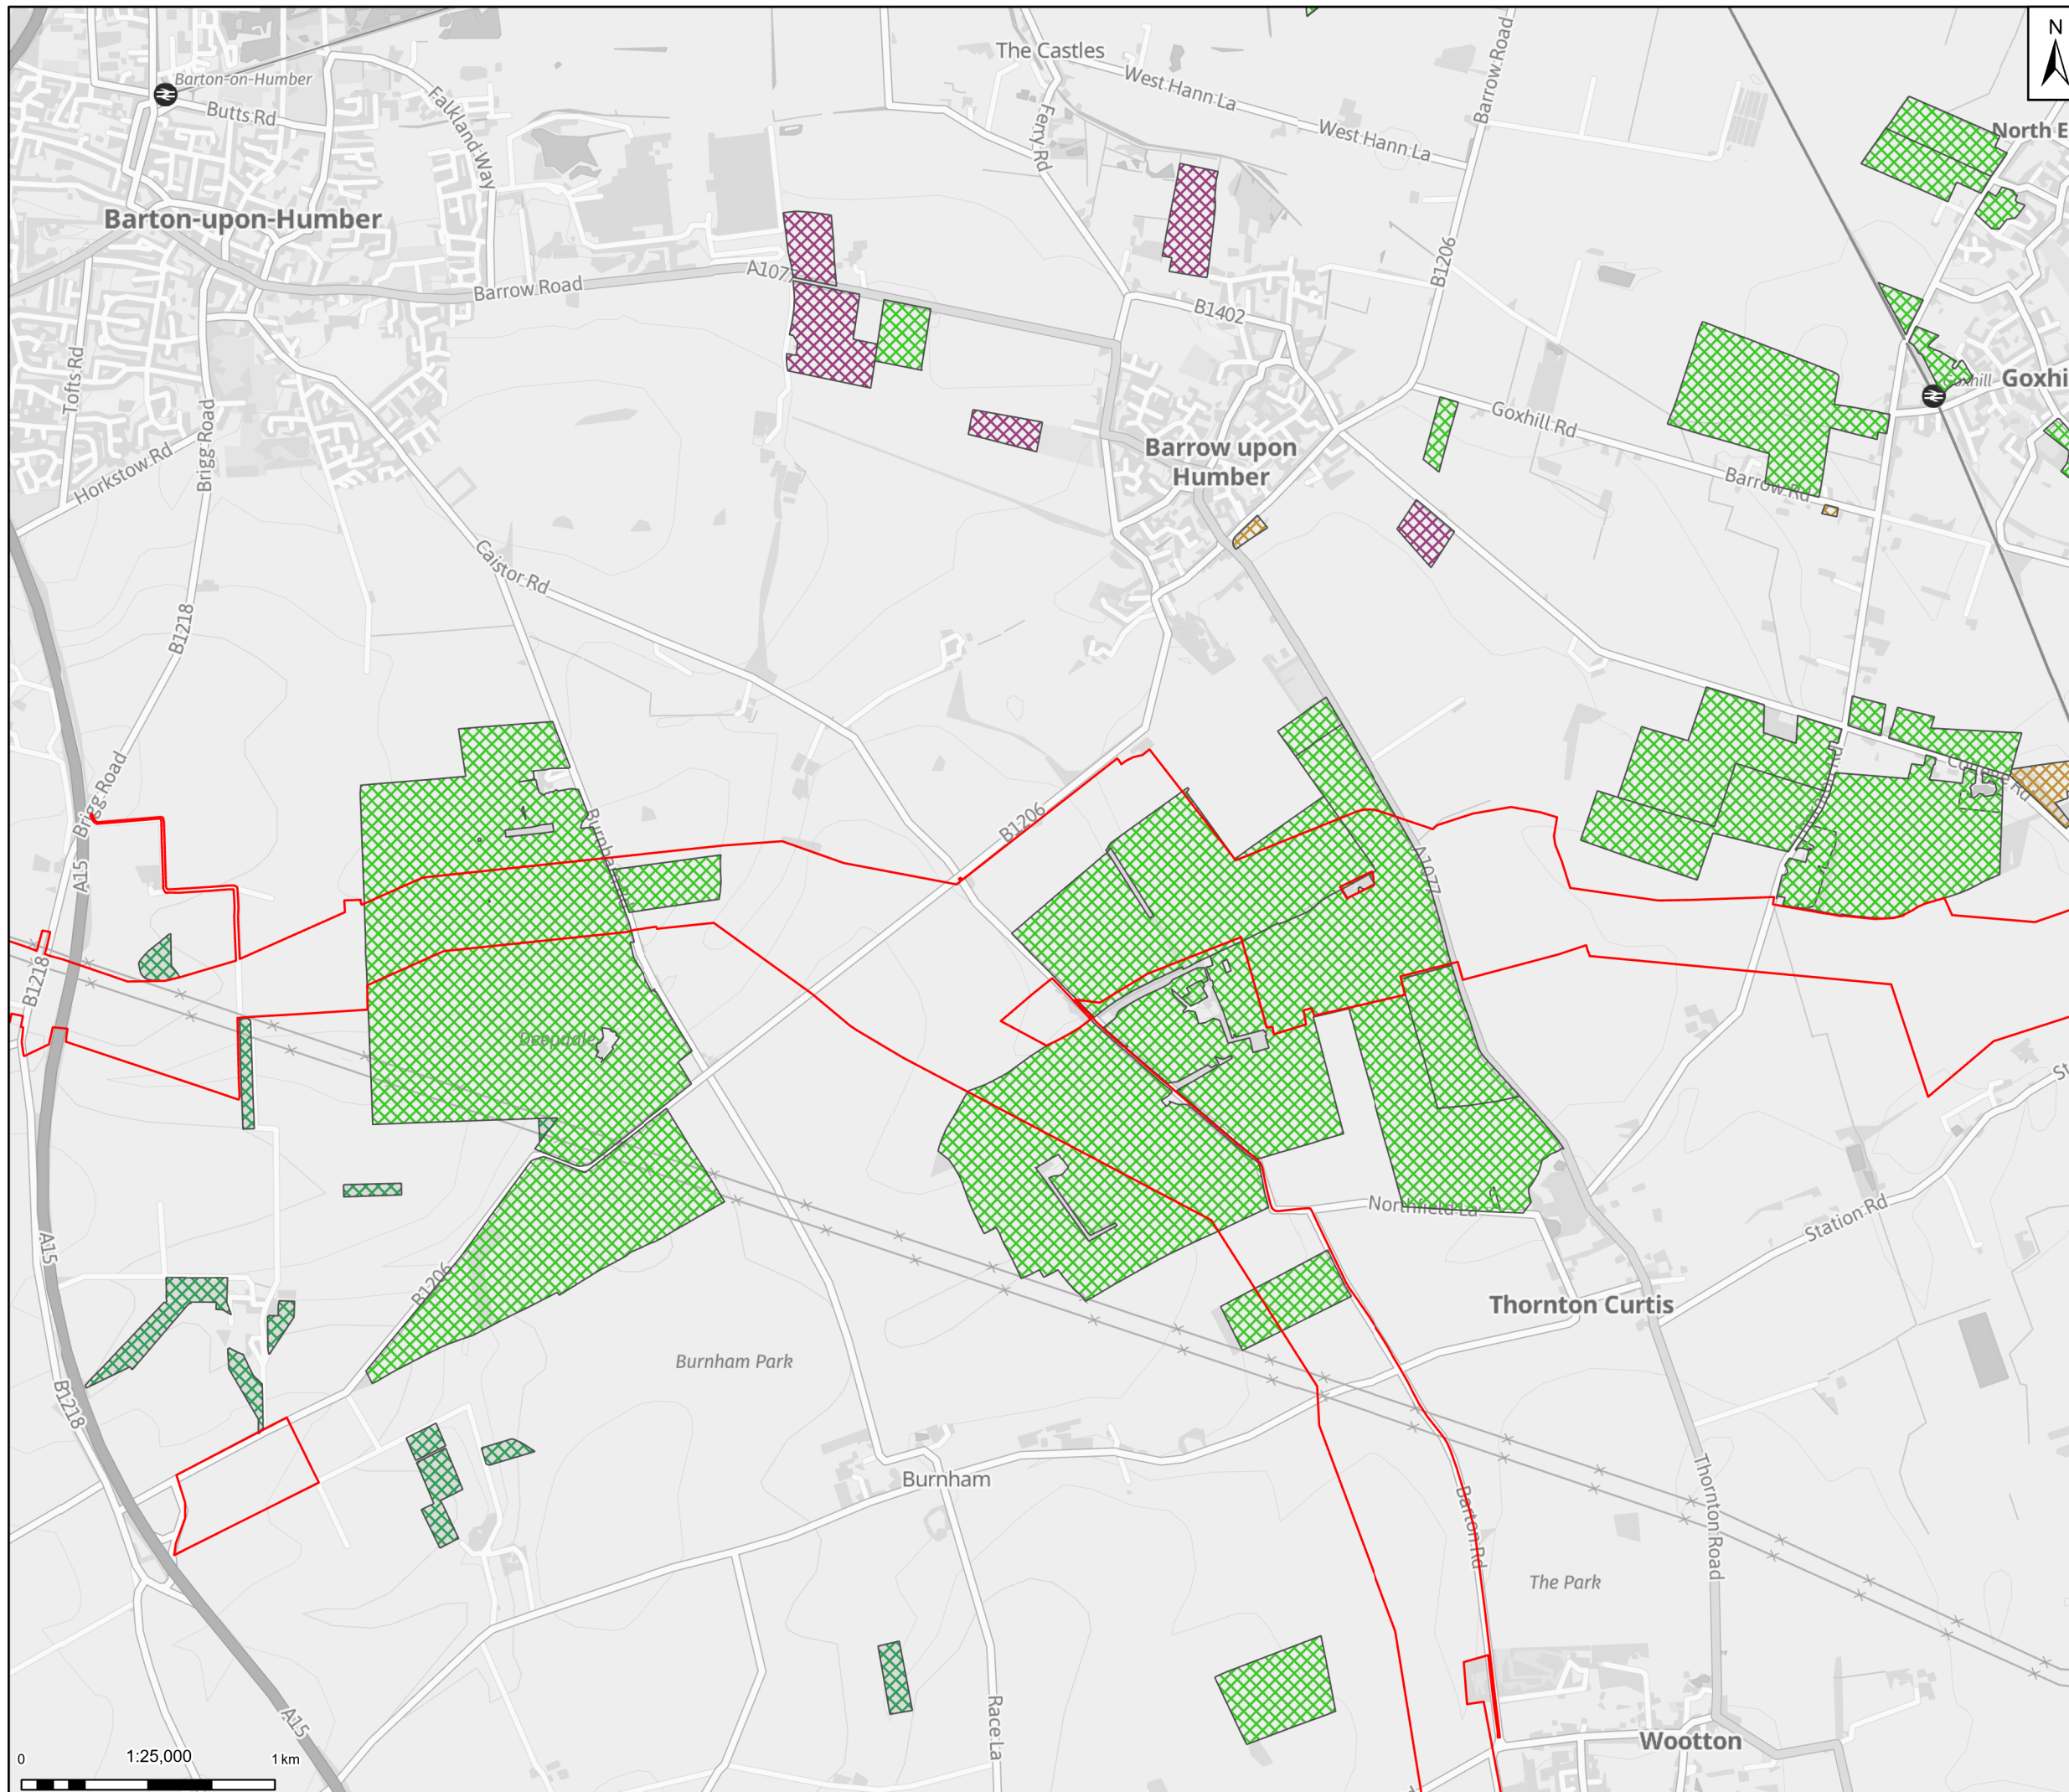 The Castles
N
Barton-on-Humber
Butts Rd
Falkland Way
West Hann La
West Hann La
Barrow Road
Ferry Rd
North E
Barton-upon-Humber
B1206
A107
Barrow Road
B1402
Tofts Rd
Goxhill
Brigg Road
Goxhill Rd
Barrow upon
Humber
Horkstow Rd
Barrow Rd
Caistor Rd
B1218
Brigg Road
B1206
A15
A1077
B1218
Deepdale
Northfield La
Station Rd
A15
B1206
Thornton Curtis
Burnham Park
B1218
Burnham
Barton Rd
Thornton Road
The Park
A15
Race La
Wootton
0
1:25,000
1 km